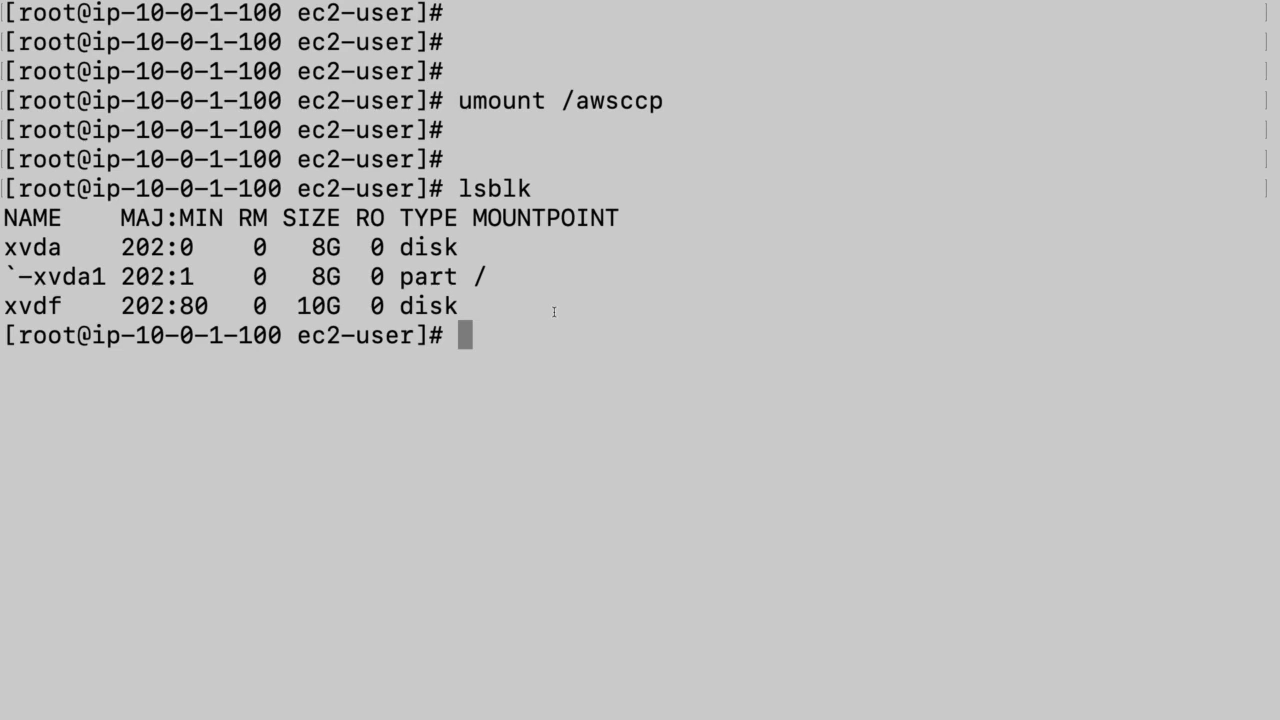 [root@ip-10-0-1-100 ec2-user]#
[root@ip-10-0-1-100 ec2-user]#
[root@ip-10-0-1-100 ec2-user]#
[root@ip-10-0-1-100 ec2-user]# umount /awsccp
[root@ip-10-0-1-100 ec2-user]#
[root@ip-10-0-1-100 ec2-user]#
[root@ip-10-0-1-100 ec2-user]# lsblk
NAME    MAJ:MIN RM SIZE RO TYPE MOUNTPOINT
xvda    202:0    0   8G  0 disk
`-xvda1 202:1    0   8G  0 part /
xvdf    202:80   0  10G  0 disk
[root@ip-10-0-1-100 ec2-user]#